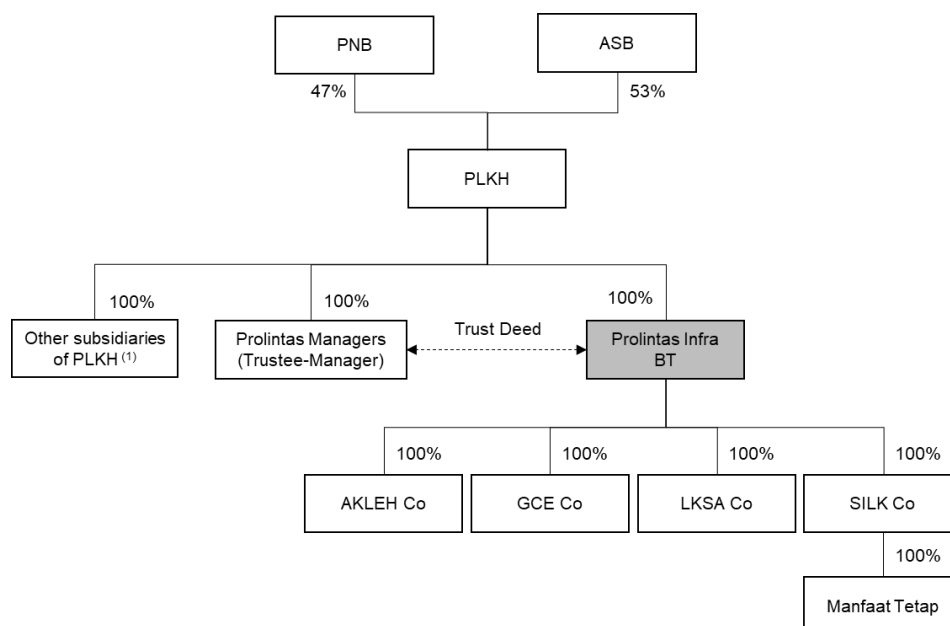 PNB
ASB
47%
53%
PLKH
100%
100%
100%
Other subsidiaries
of PLKH (1)
Prolintas Managers
(Trustee-Manager)
Trust Deed
Prolintas Infra
BT
100%
100%
100%
100%
AKLEH Co
GCE Co
LKSA Co
SILK Co
100%
Manfaat Tetap